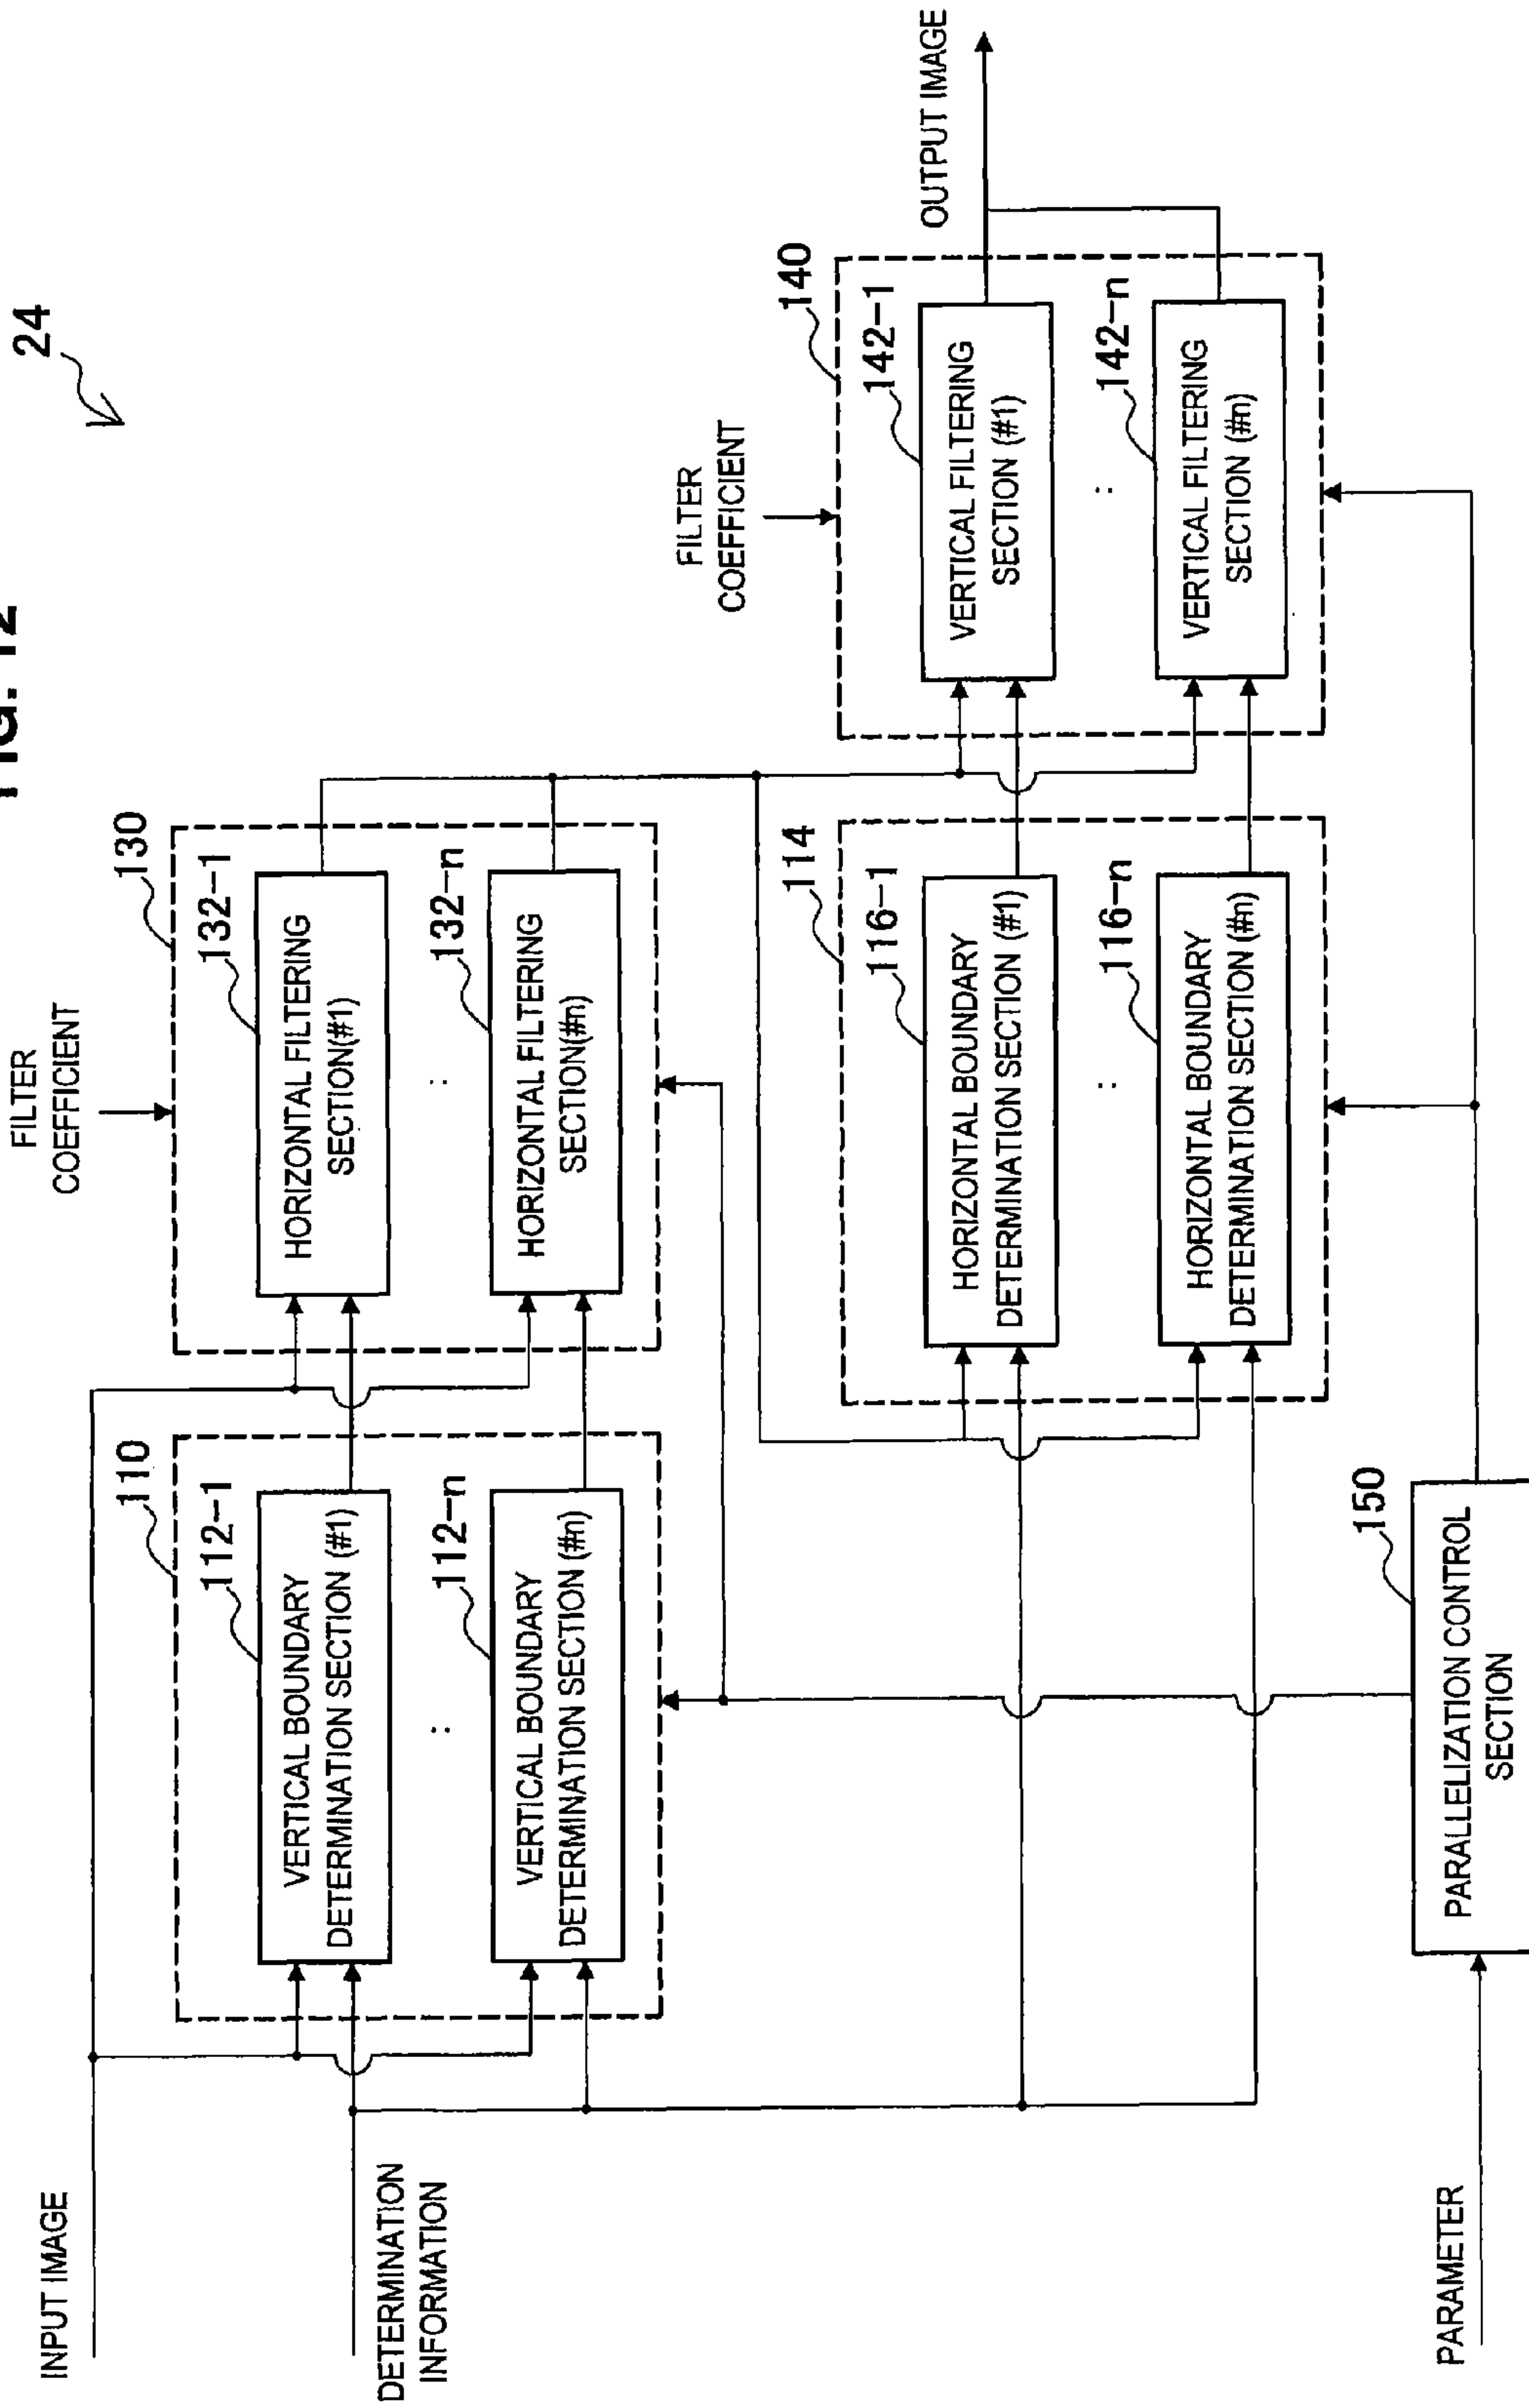 FIG. 12
24
INPUT IMAGE
DETERMINATION
INFORMATION
110
112-1
VERTICAL BOUNDARY
DETERMINATION SECTION (#1)
:
112-n
VERTICAL BOUNDARY
DETERMINATION SECTION (#n)
FILTER
COEFFICIENT
130
132-1
HORIZONTAL FILTERING
SECTION(#1)
:
132-n
HORIZONTAL FILTERING
SECTION(#n)
114
116-1
HORIZONTAL BOUNDARY
DETERMINATION SECTION (#1)
:
116-n
HORIZONTAL BOUNDARY
DETERMINATION SECTION (#n)
FILTER
COEFFICIENT
140
142-1
VERTICAL FILTERING
SECTION (#1)
:
142-n
VERTICAL FILTERING
SECTION (#n)
OUTPUT IMAGE
PARAMETER
150
PARALLELIZATION CONTROL
SECTION